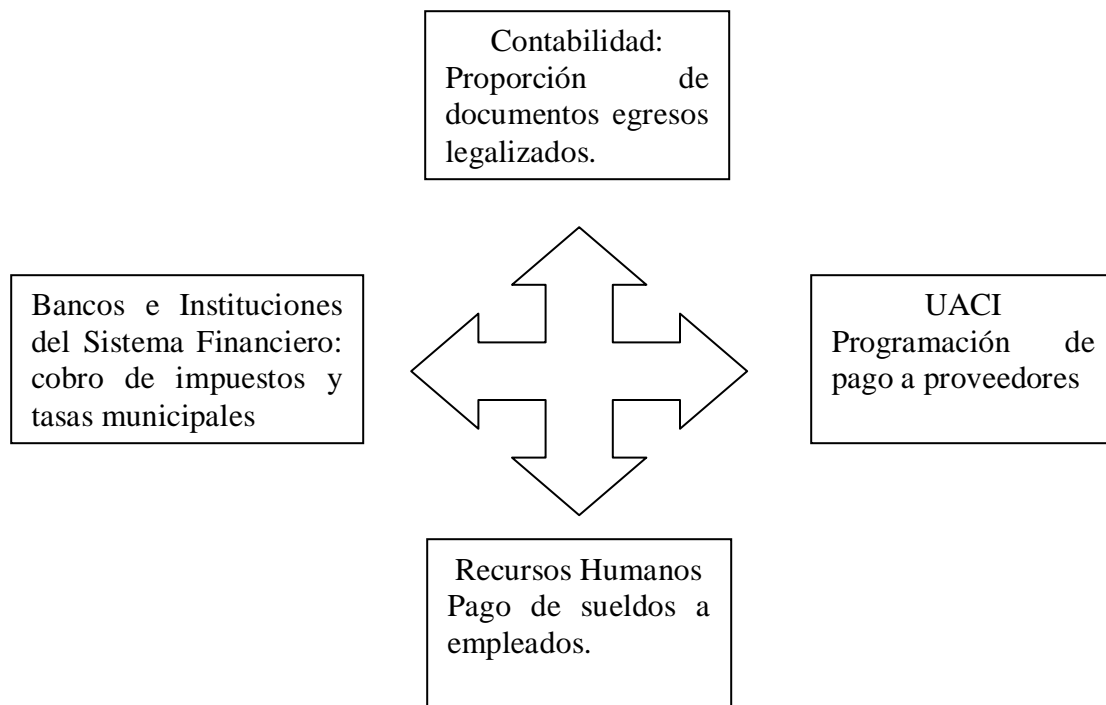 Contabilidad:
Proporción de
documentos egresos
legalizados.
Bancos e Instituciones
del Sistema Financiero:
cobro de impuestos y
tasas municipales
UACI
Programación de
pago a proveedores
Recursos Humanos
Pago de sueldos a
empleados.